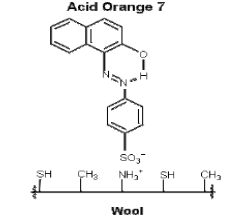 Acid Orange 7
O
N
N
H
SO₃⁻
SH CH₃ NH₃⁺ SH CH₃
Wool